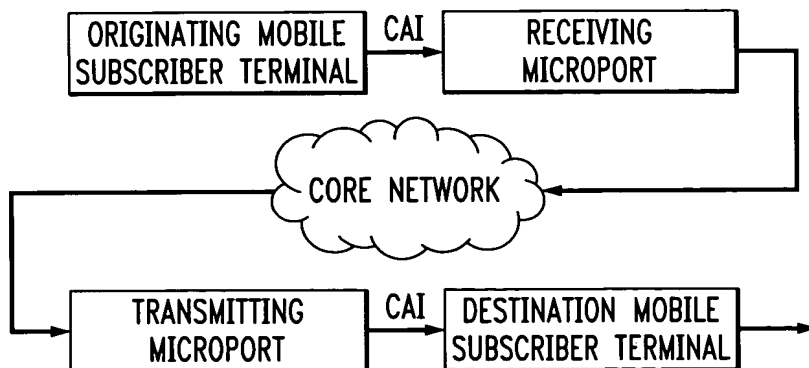 ORIGINATING MOBILE
SUBSCRIBER TERMINAL
CAI
RECEIVING
MICROPORT
CORE NETWORK
TRANSMITTING
MICROPORT
CAI
DESTINATION MOBILE
SUBSCRIBER TERMINAL